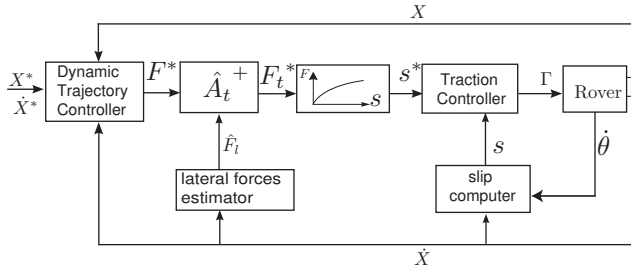 X
X*
Ẋ*
Dynamic
Trajectory
Controller
F*
Â_t^+
F_t^*
F
s
s*
Traction
Controller
Γ
Rover
F̂_l
s
θ̇
lateral forces
estimator
slip
computer
Ẋ